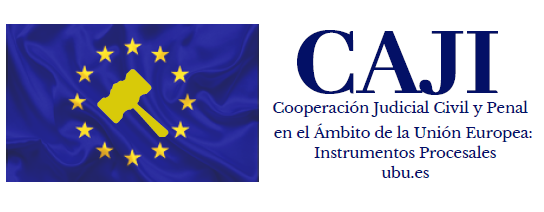 CAJI
Cooperación Judicial Civil y Penal
en el Ámbito de la Unión Europea:
Instrumentos Procesales
ubu.es